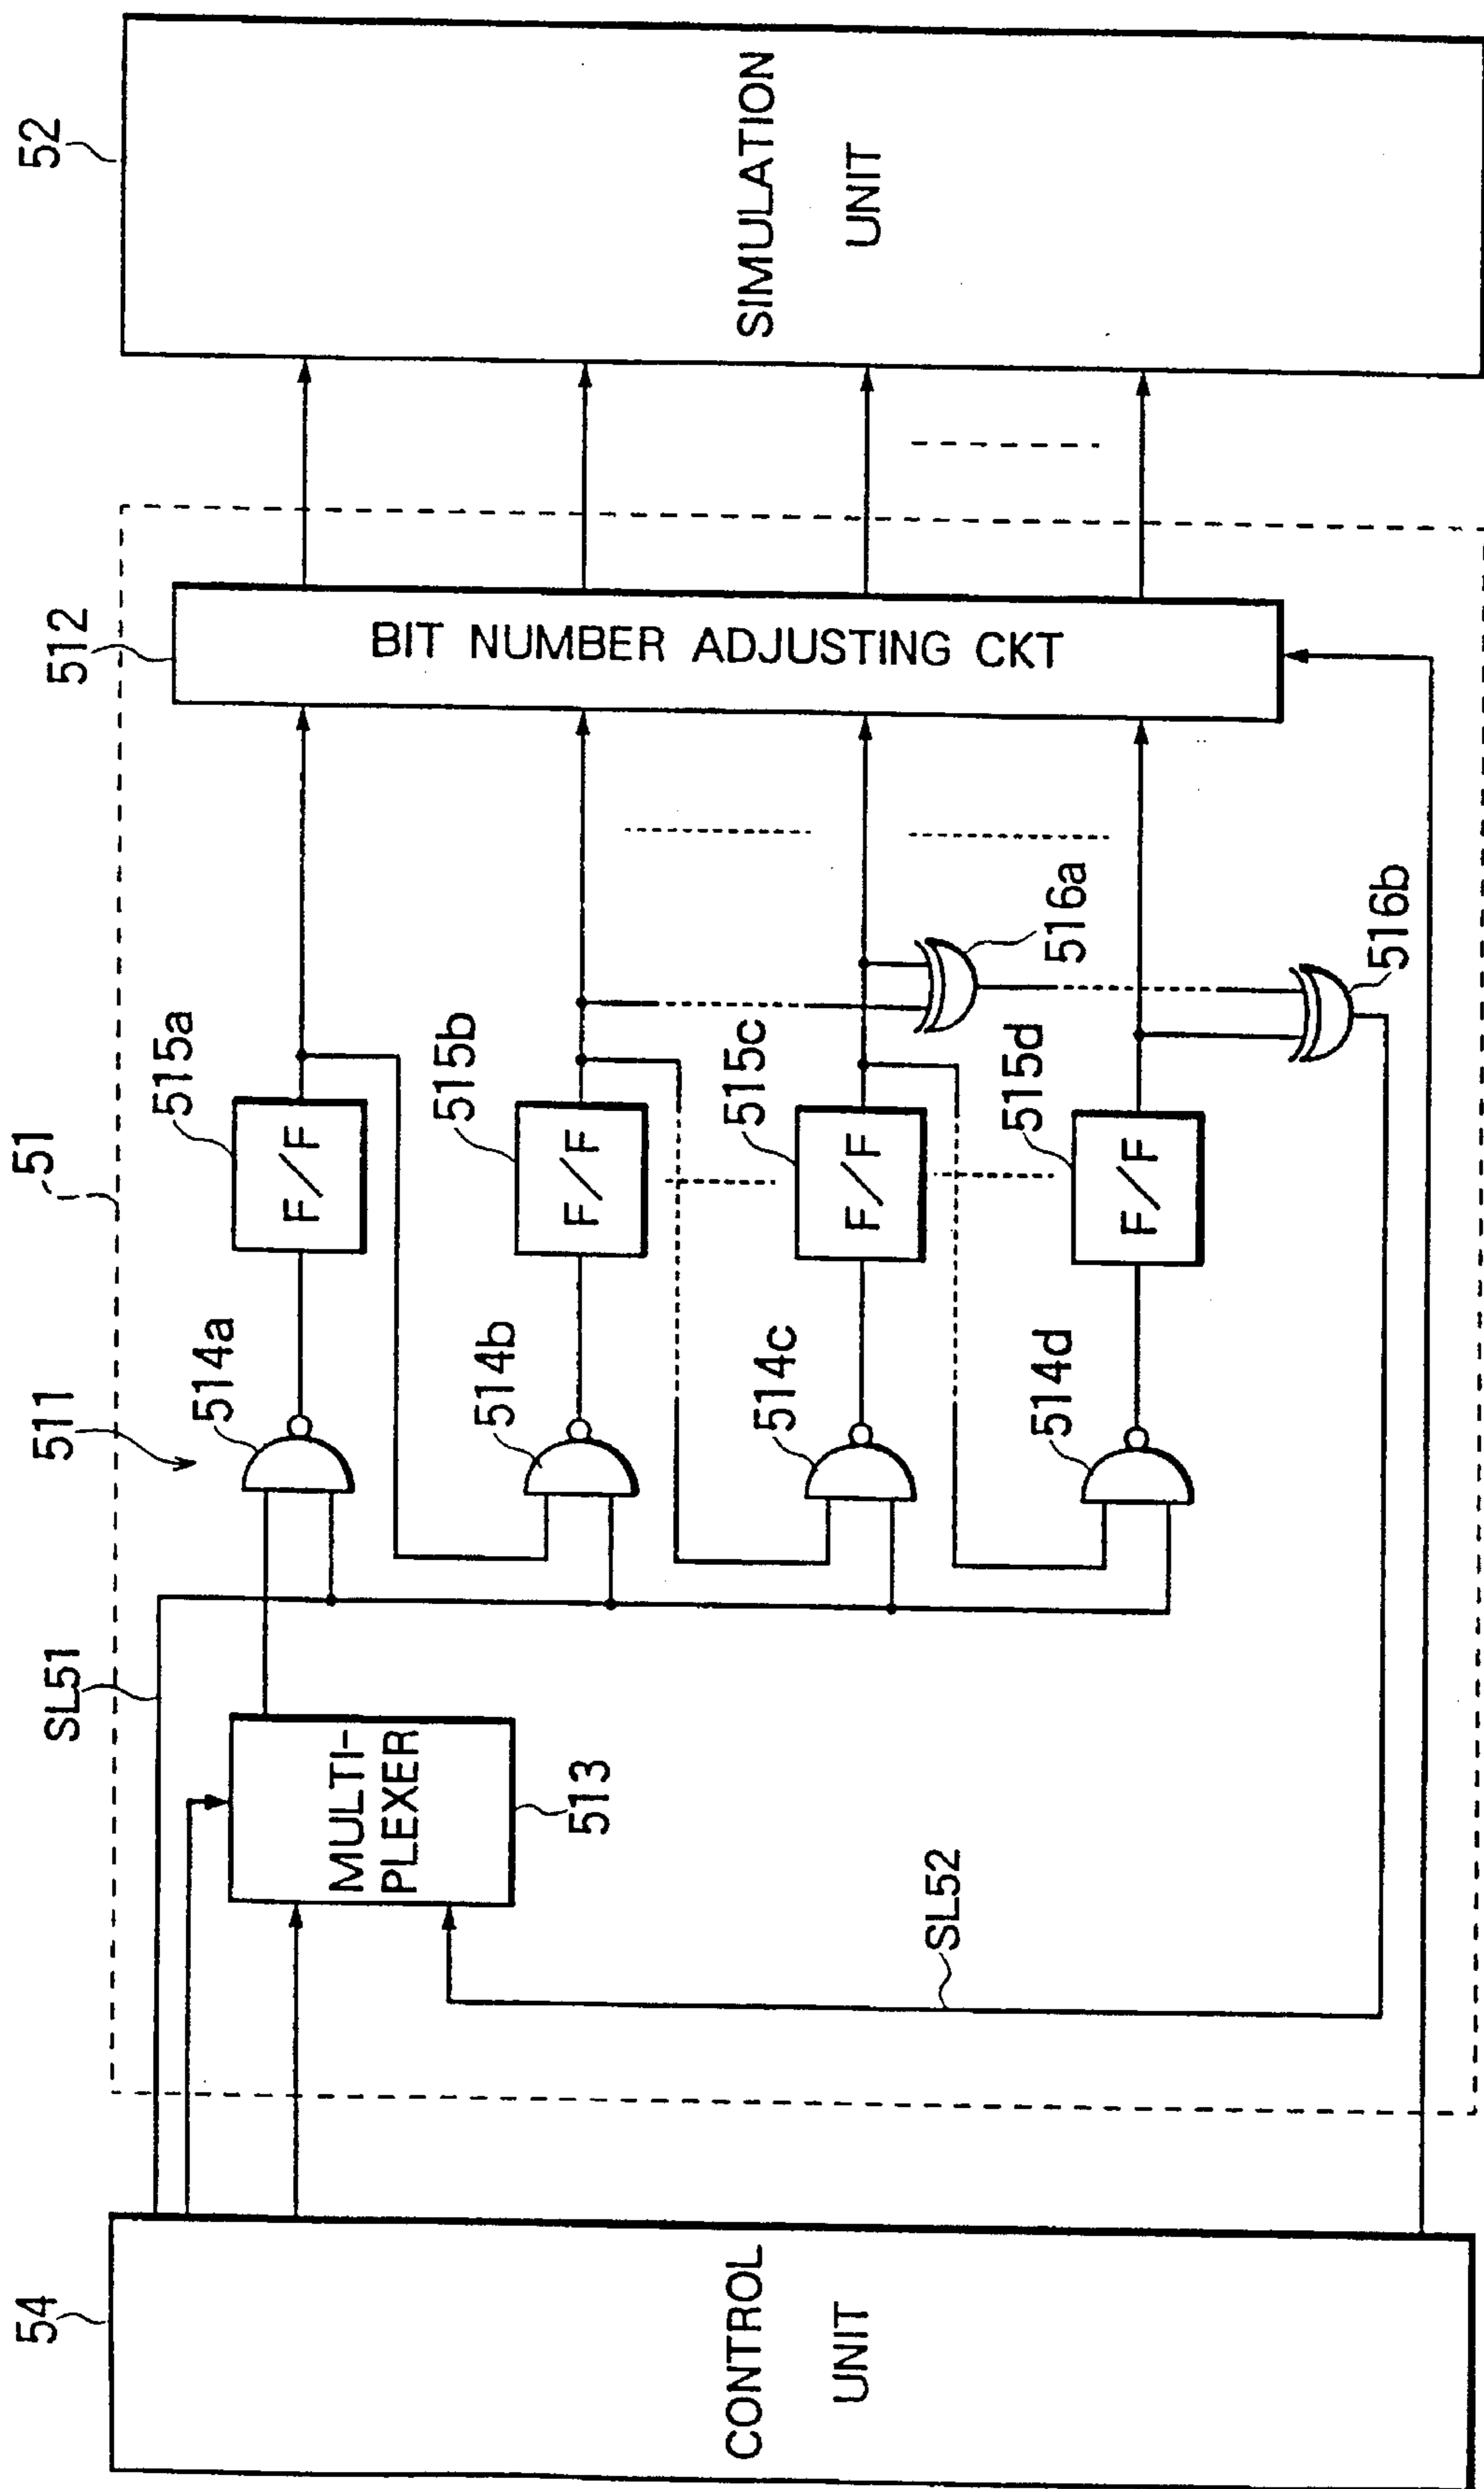 54
CONTROL
UNIT
51
511
SL51
MULTI-
PLEXER
513
SL52
514a
514b
514c
514d
515a
515b
515c
515d
F/F
F/F
F/F
F/F
516a
516b
512
BIT NUMBER ADJUSTING CKT
52
SIMULATION
UNIT